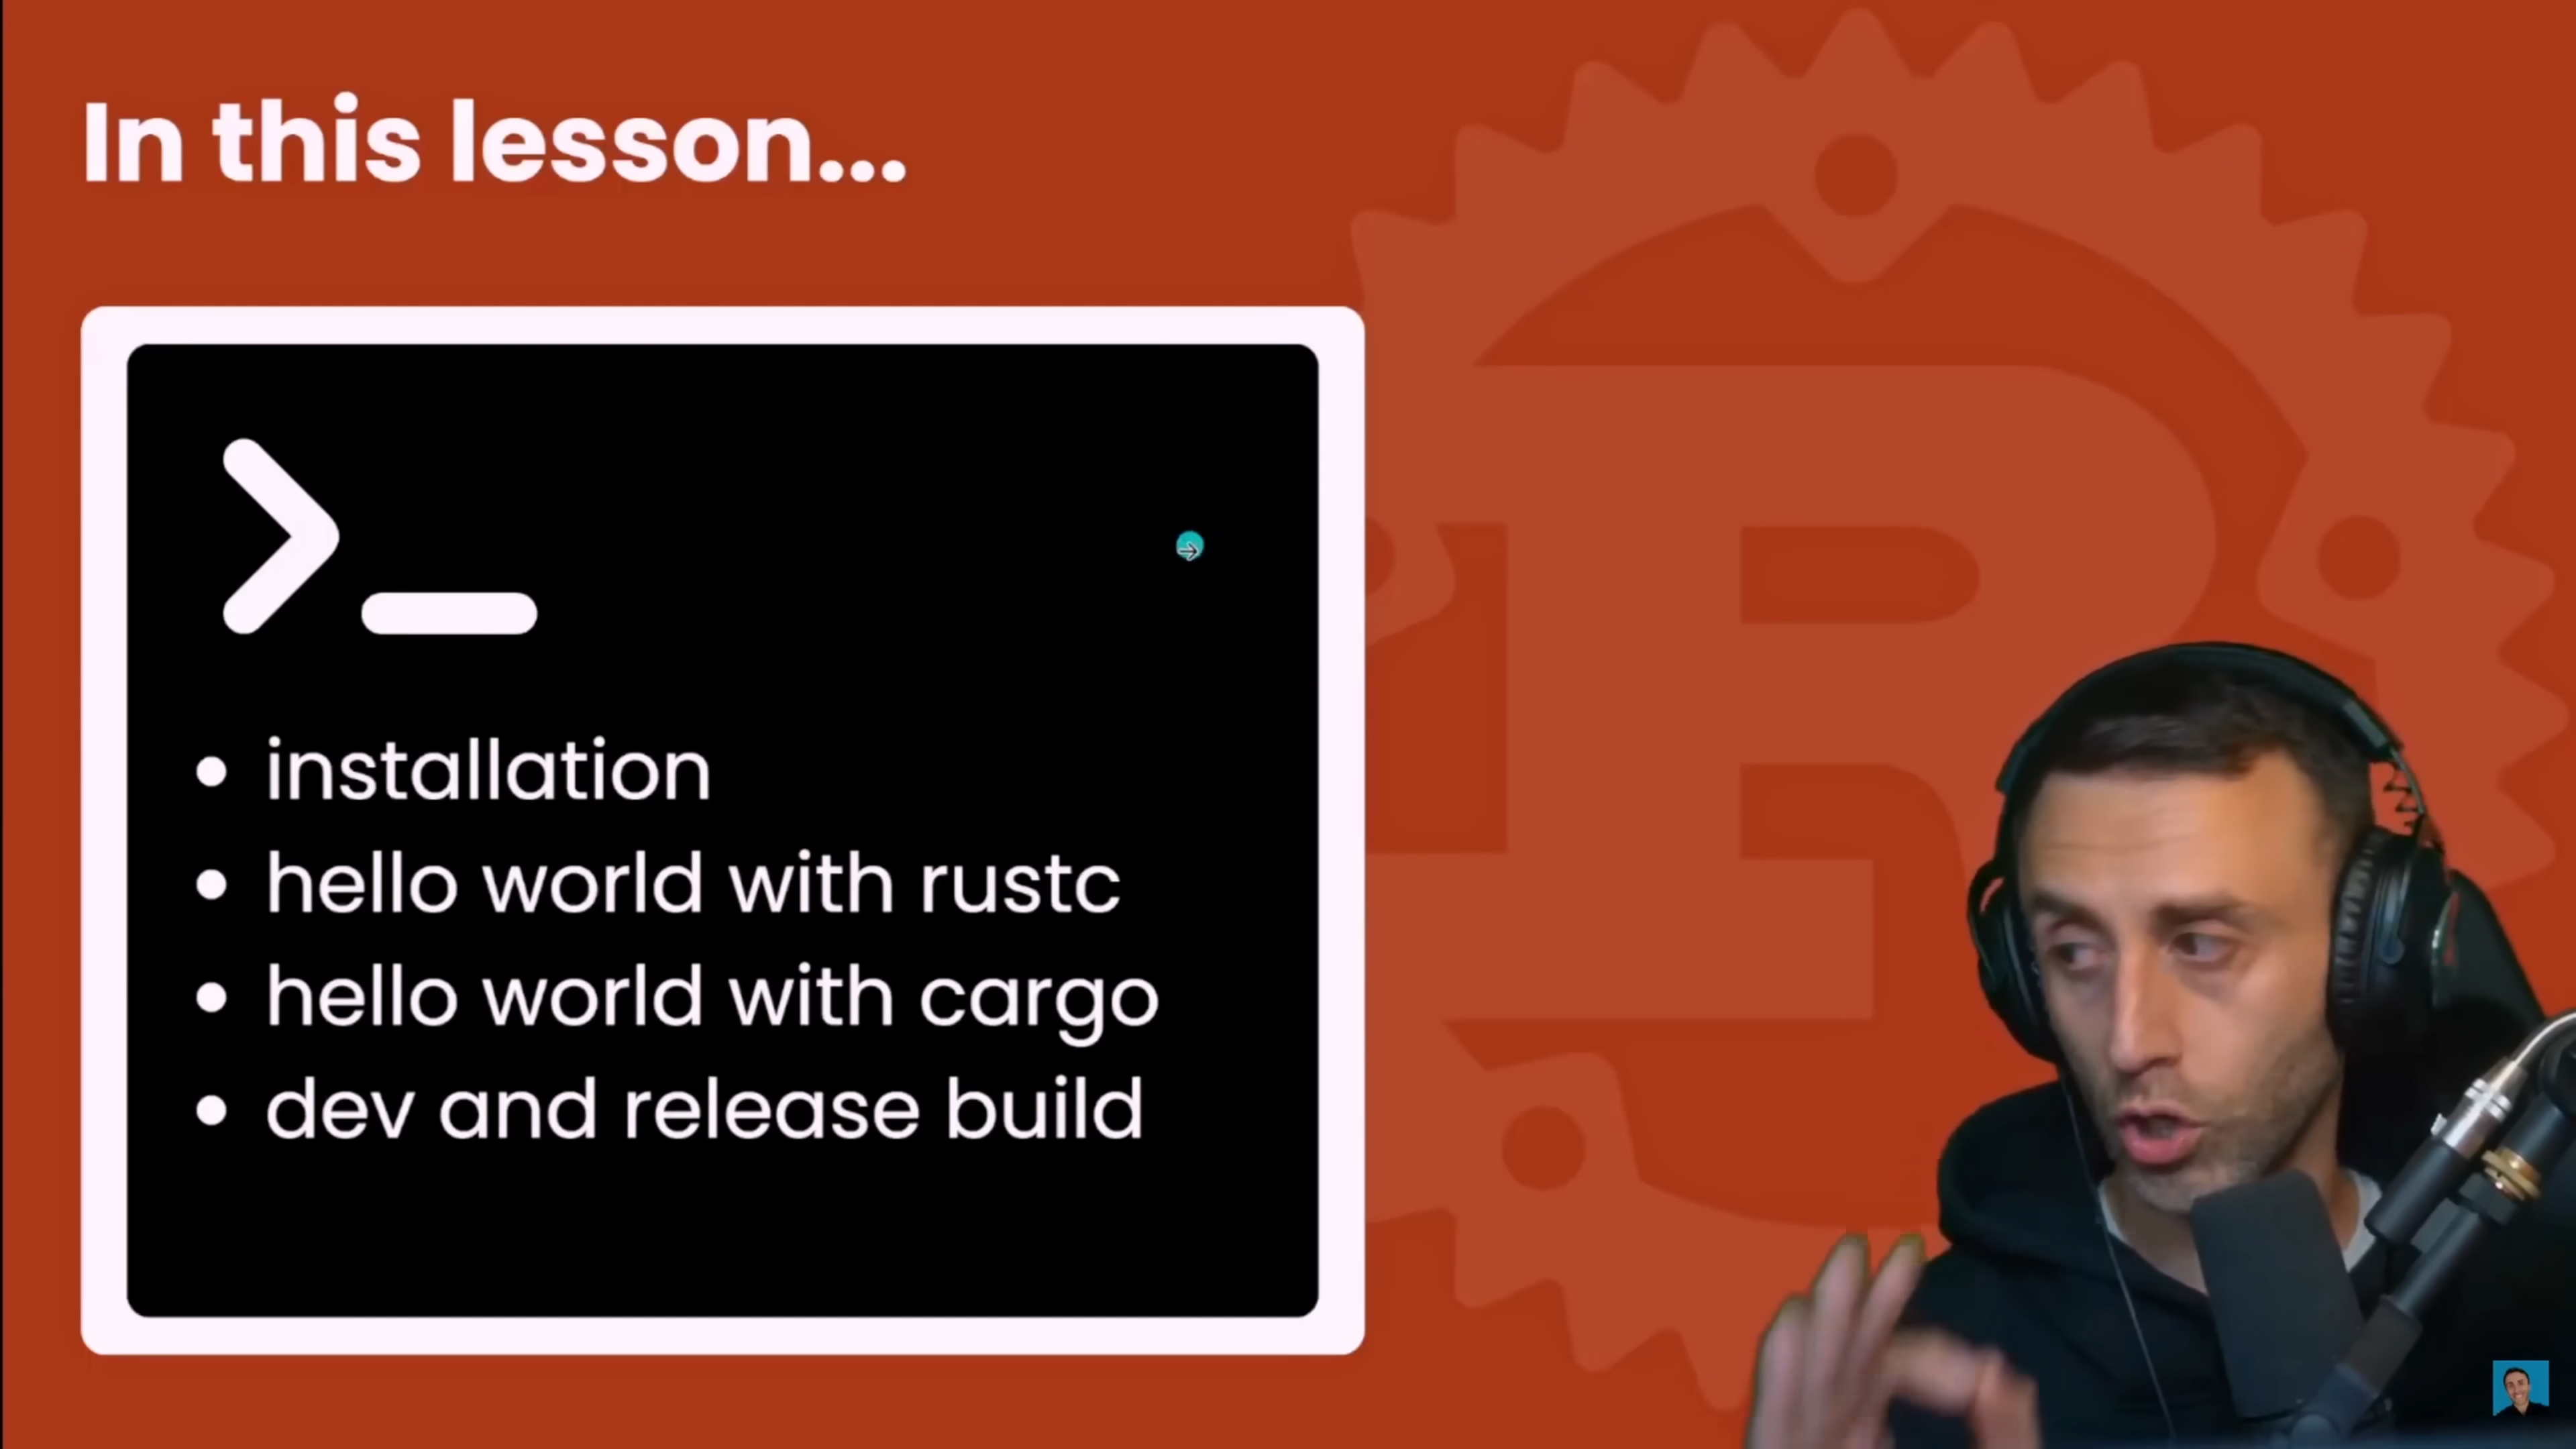 In this lesson...
>_
• installation
• hello world with rustc
• hello world with cargo
• dev and release build